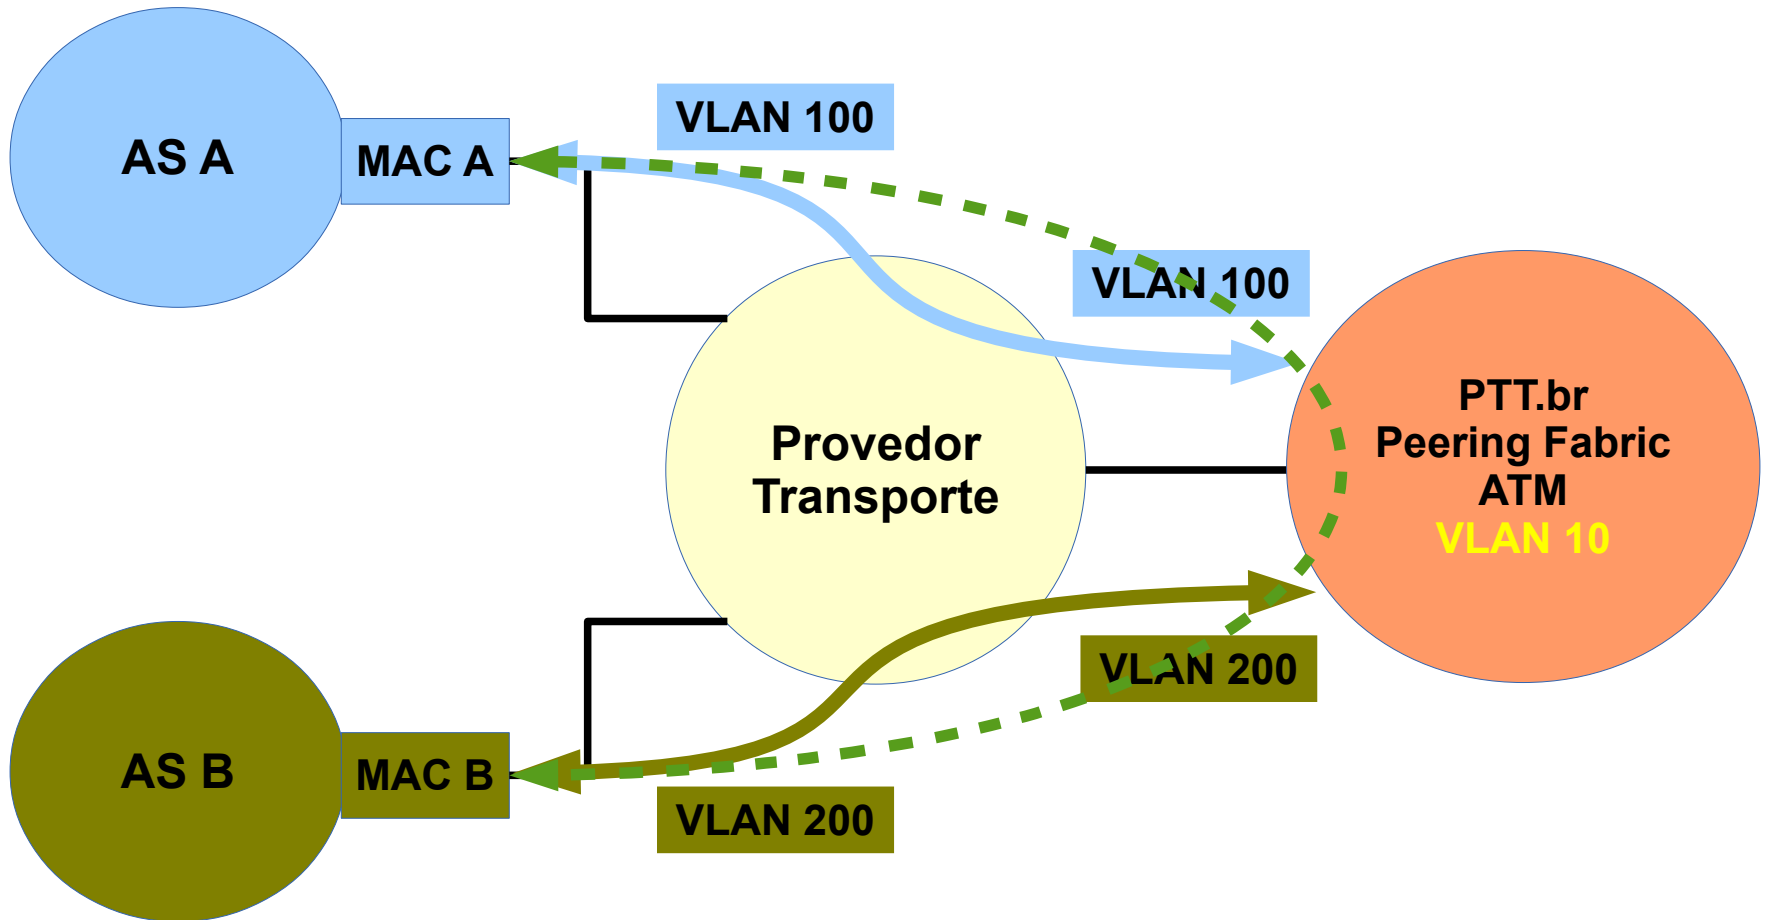 VLAN 100
AS A
MAC A
VLAN 100
PTT.br
Peering Fabric
ATM
VLAN 10
Provedor
Transporte
VLAN 200
AS B
MAC B
VLAN 200